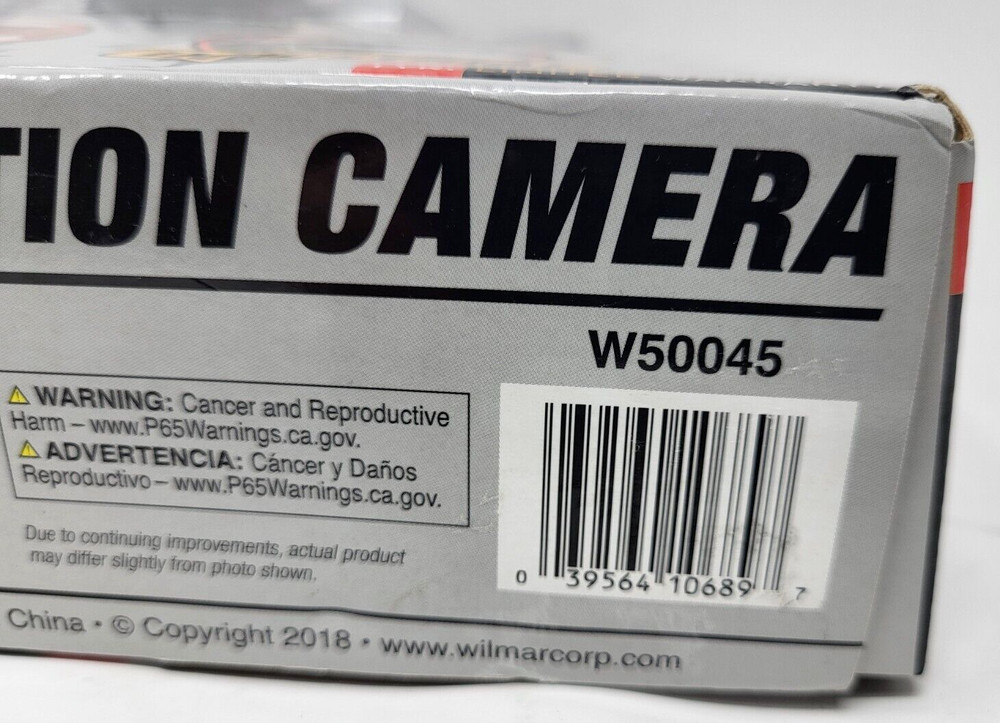 TION CAMERA
W50045
WARNING: Cancer and Reproductive
Harm – www.P65Warnings.ca.gov.
ADVERTENCIA: Cáncer y Daños
Reproductivo – www.P65Warnings.ca.gov.
Due to continuing improvements, actual product
may differ slightly from photo shown.
0 39564 10689 7
China • © Copyright 2018 • www.wilmarcorp.com